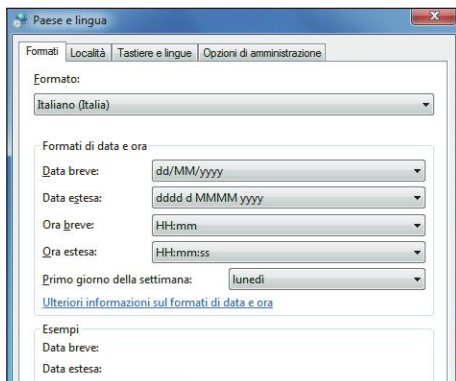 Paese e lingua
Formati Località Tastiere e lingue Opzioni di amministrazione
Formato:
Italiano (Italia)
Formati di data e ora
Data breve: dd/MM/yyyy
Data estesa: dddd d MMMM yyyy
Ora breve: HH:mm
Ora estesa: HH:mm:ss
Primo giorno della settimana: lunedì
Ulteriori informazioni sul formati di data e ora
Esempi
Data breve:
Data estesa: